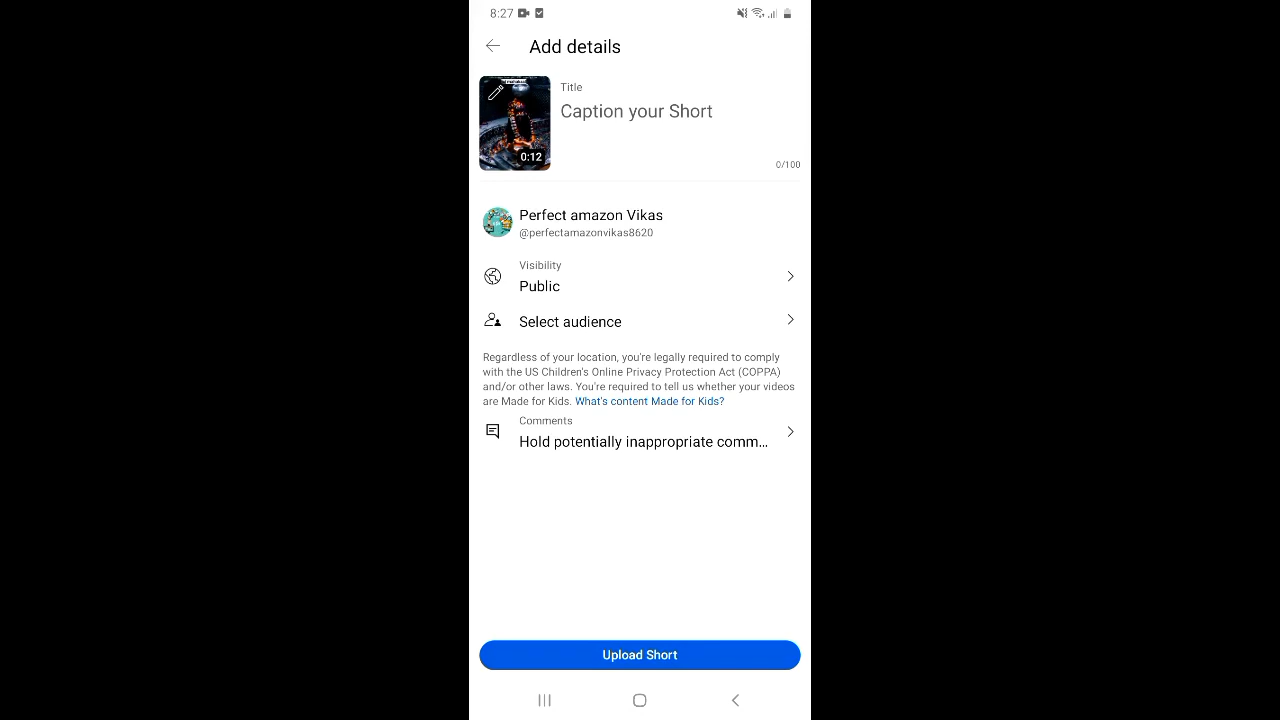 8:27
Add details
Title
Caption your Short
0:12
0/100
Perfect amazon Vikas
@perfectamazonvikas8620
Visibility
Public
Select audience
Regardless of your location, you're legally required to comply
with the US Children's Online Privacy Protection Act (COPPA)
and/or other laws. You're required to tell us whether your videos
are Made for Kids. What's content Made for Kids?
Comments
Hold potentially inappropriate comm...
Upload Short